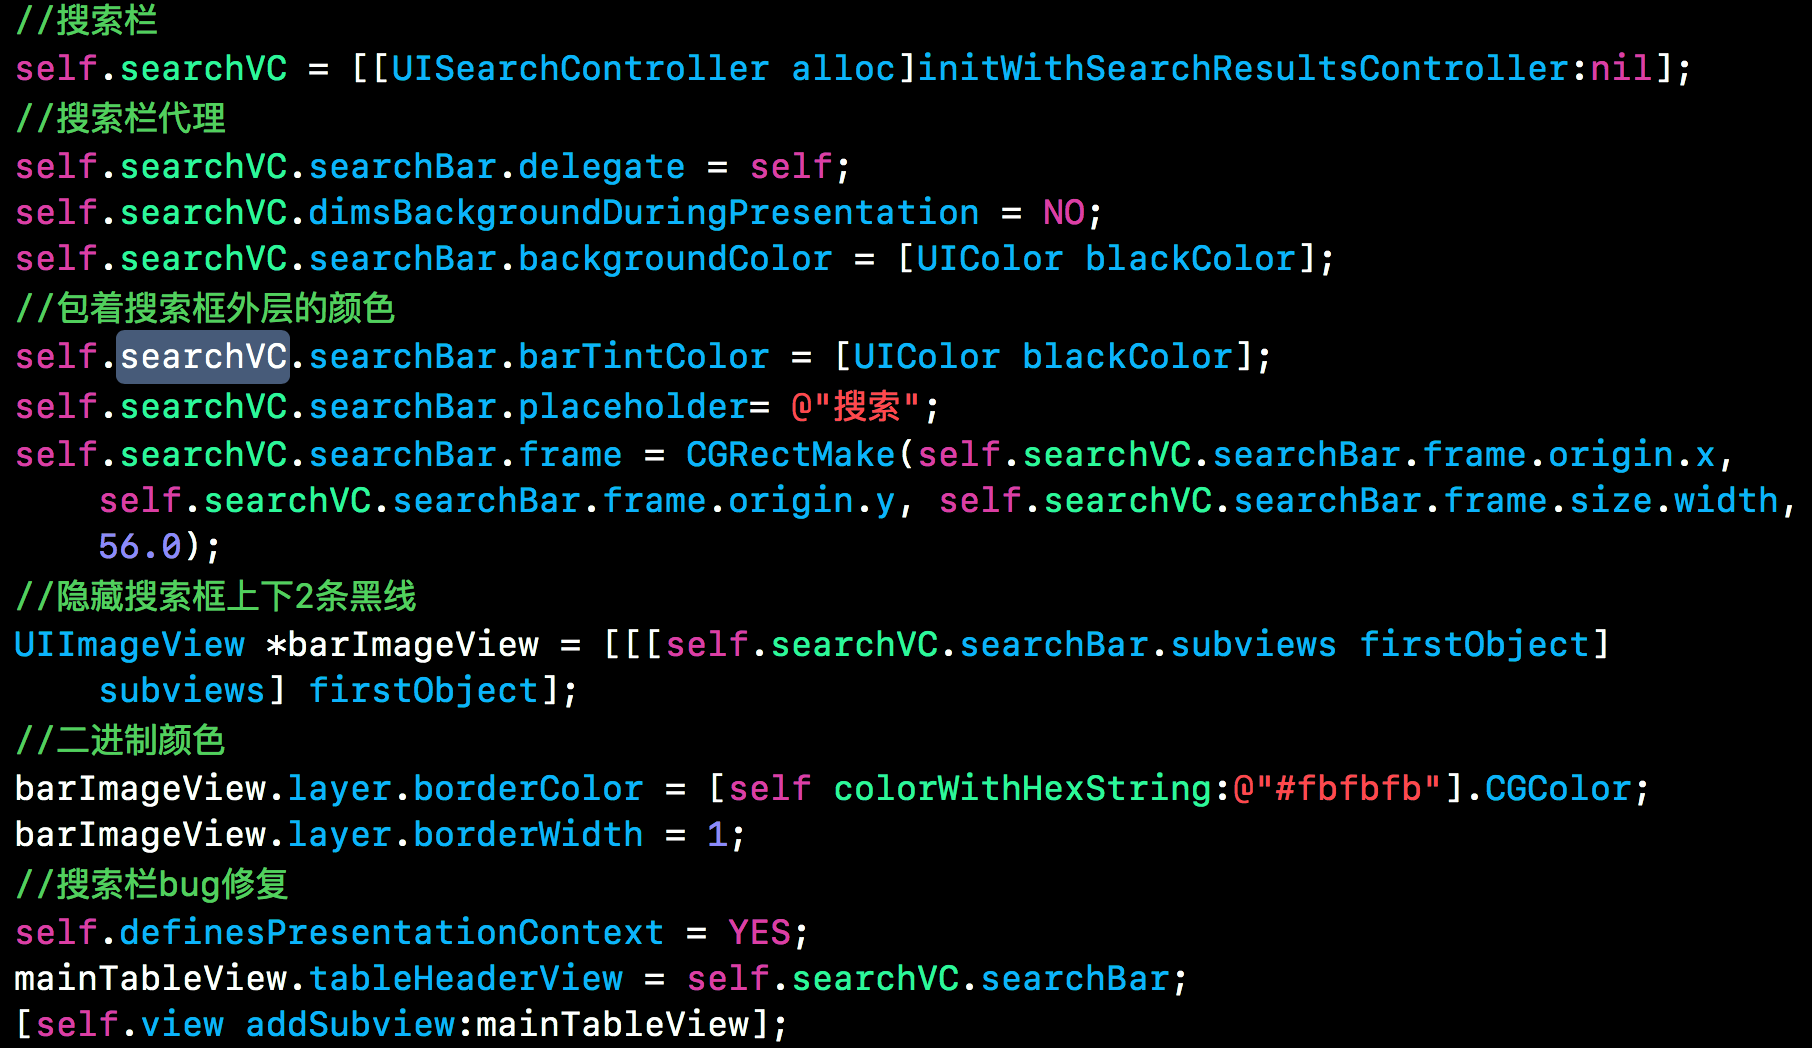 //搜索栏
self.searchVC = [[UISearchController alloc]initWithSearchResultsController:nil];
//搜索栏代理
self.searchVC.searchBar.delegate = self;
self.searchVC.dimsBackgroundDuringPresentation = NO;
self.searchVC.searchBar.backgroundColor = [UIColor blackColor];
//包着搜索框外层的颜色
self.searchVC.searchBar.barTintColor = [UIColor blackColor];
self.searchVC.searchBar.placeholder= @"搜索";
self.searchVC.searchBar.frame = CGRectMake(self.searchVC.searchBar.frame.origin.x,
self.searchVC.searchBar.frame.origin.y, self.searchVC.searchBar.frame.size.width,
56.0);
//隐藏搜索框上下2条黑线
UIImageView *barImageView = [[[self.searchVC.searchBar.subviews firstObject]
subviews] firstObject];
//二进制颜色
barImageView.layer.borderColor = [self colorWithHexString:@"#fbfbfb"].CGColor;
barImageView.layer.borderWidth = 1;
//搜索栏bug修复
self.definesPresentationContext = YES;
mainTableView.tableHeaderView = self.searchVC.searchBar;
[self.view addSubview:mainTableView];